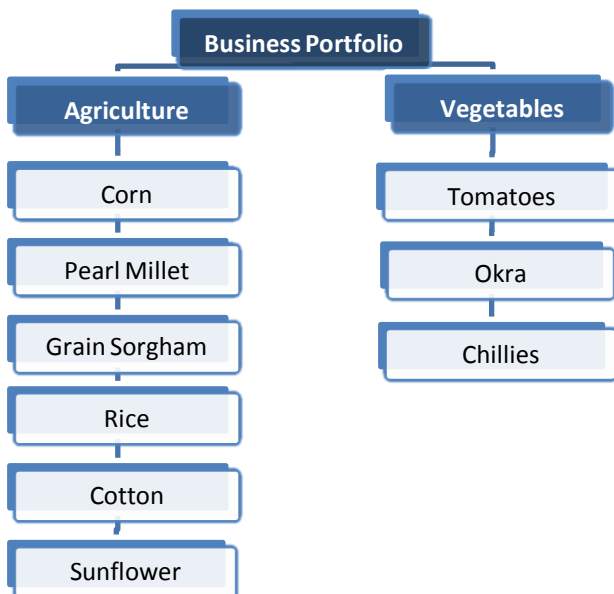 Business Portfolio
Agriculture
Corn
Pearl Millet
Grain Sorgham
Rice
Cotton
Sunflower
Vegetables
Tomatoes
Okra
Chillies